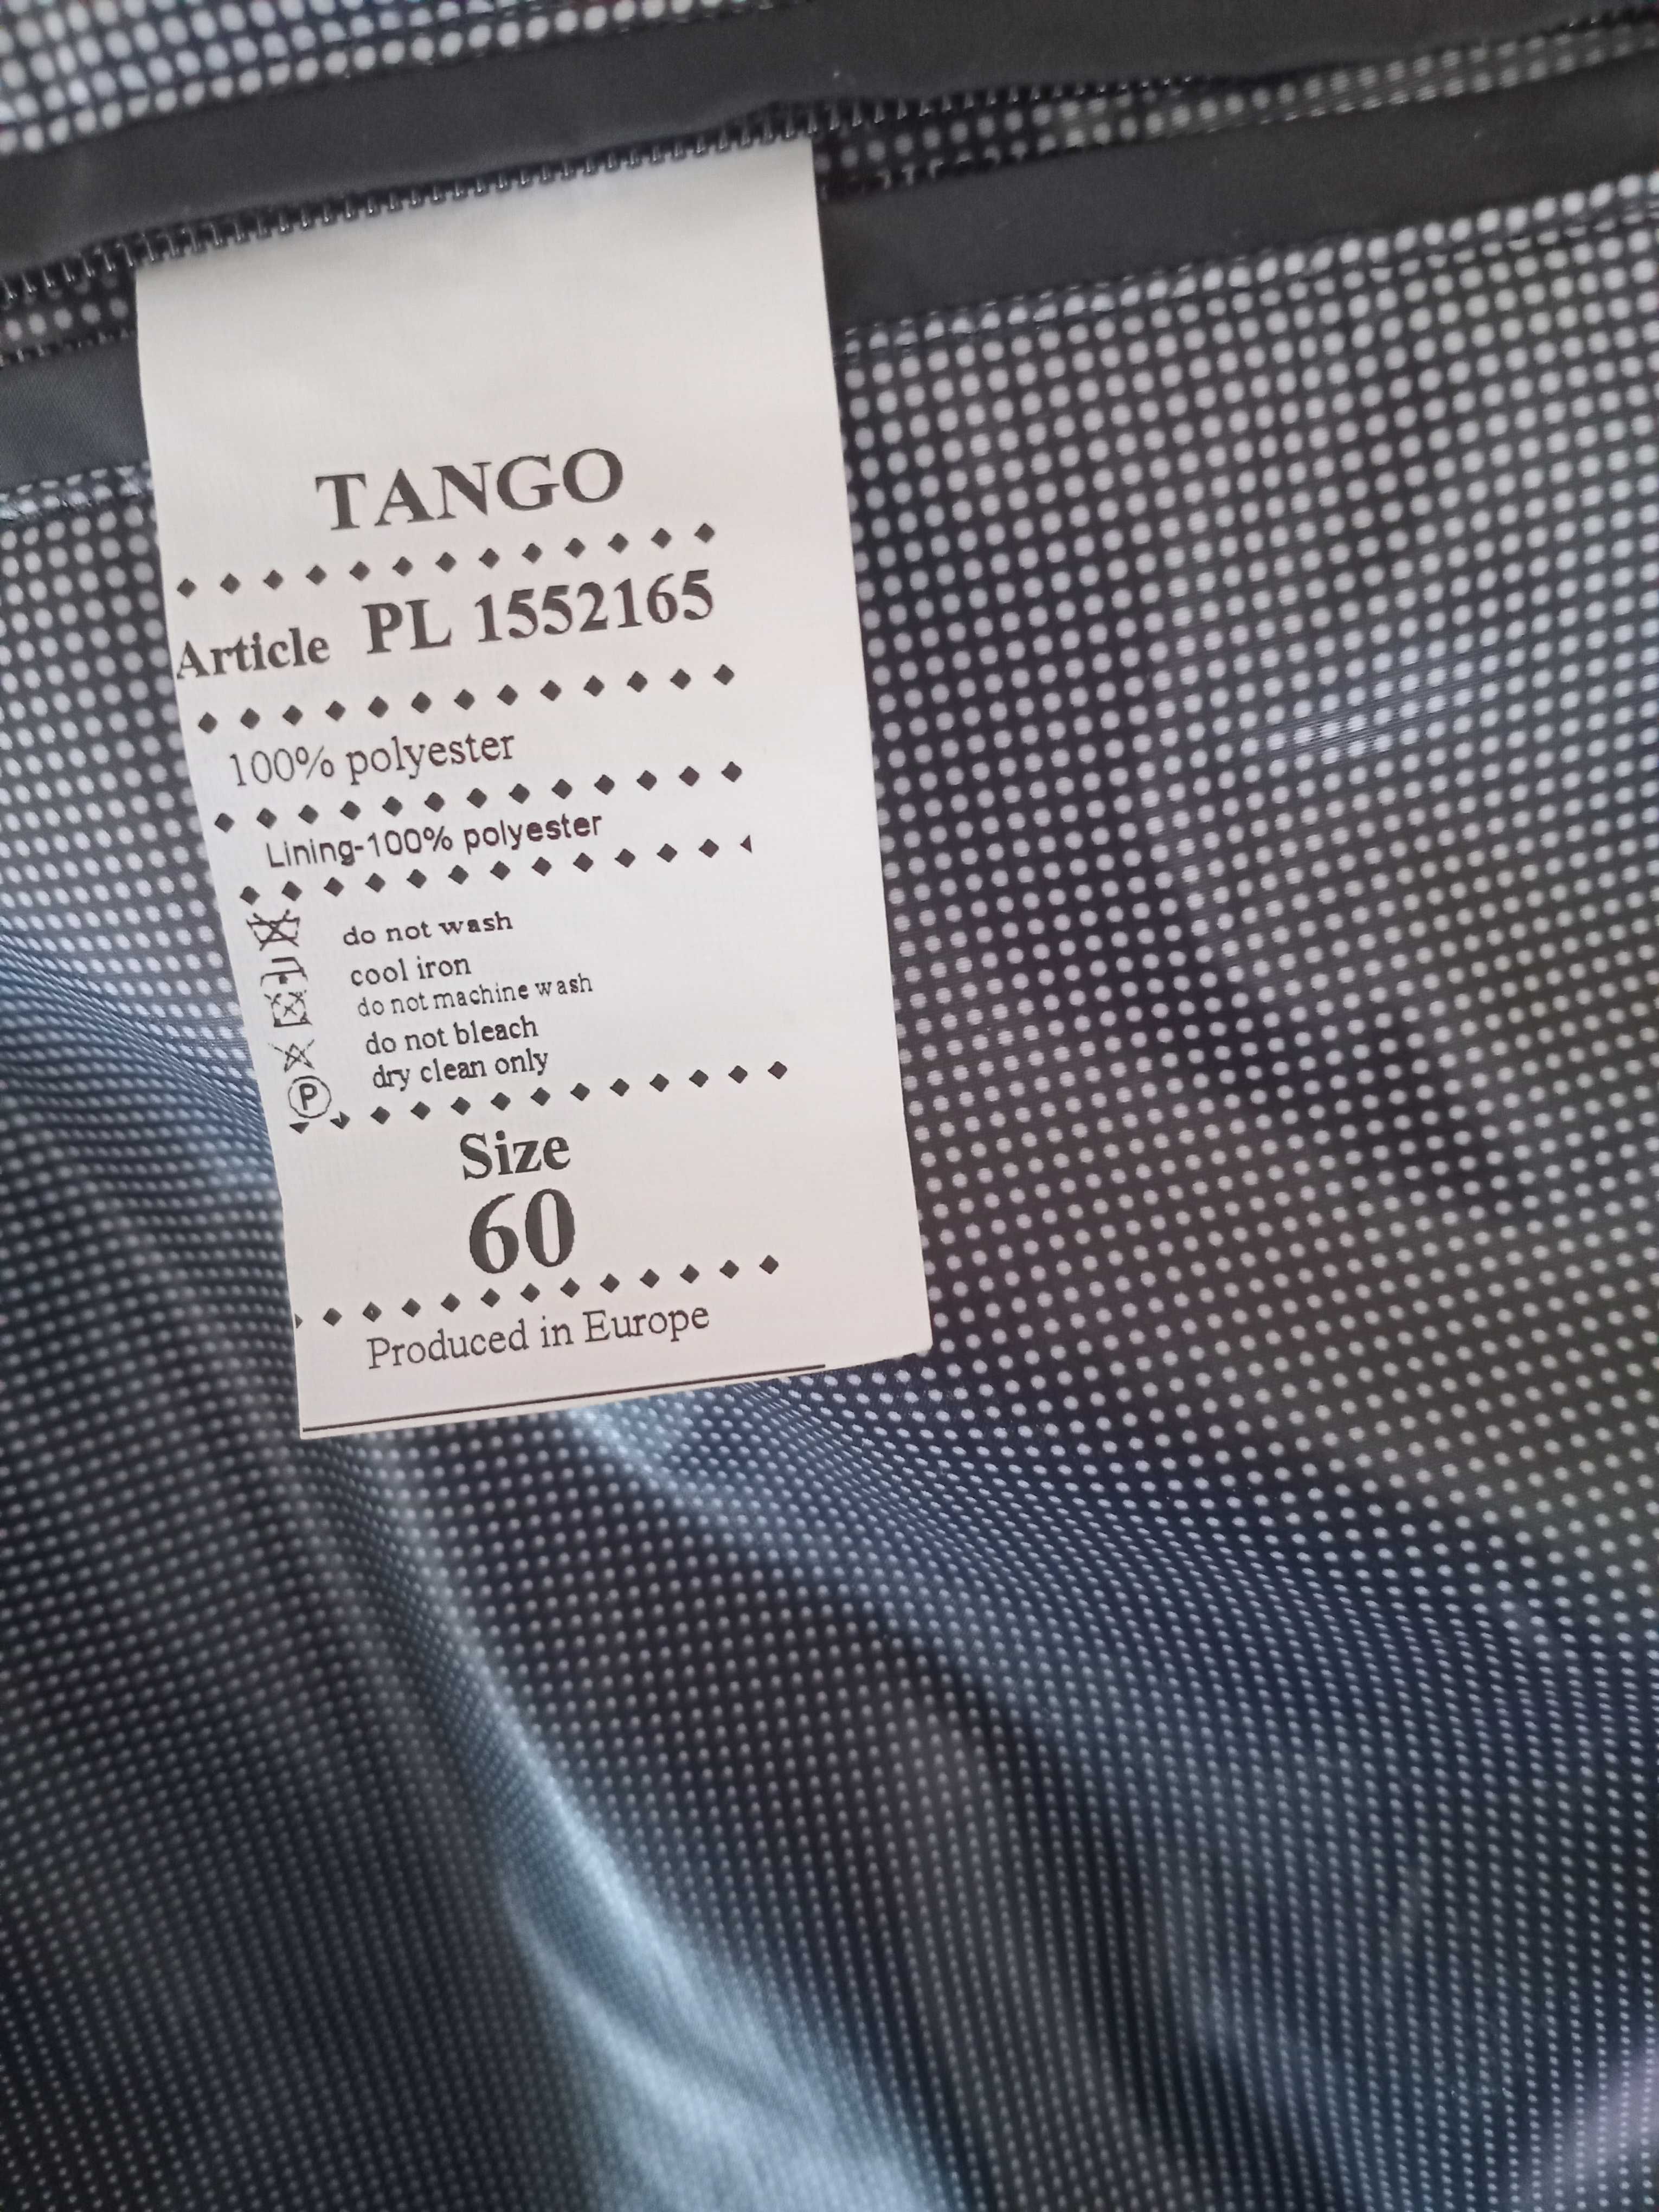 TANGO
Article PL 1552165
100% polyester
Lining-100% polyester
do not wash
cool iron
do not machine wash
do not bleach
P dry clean only
Size
60
Produced in Europe